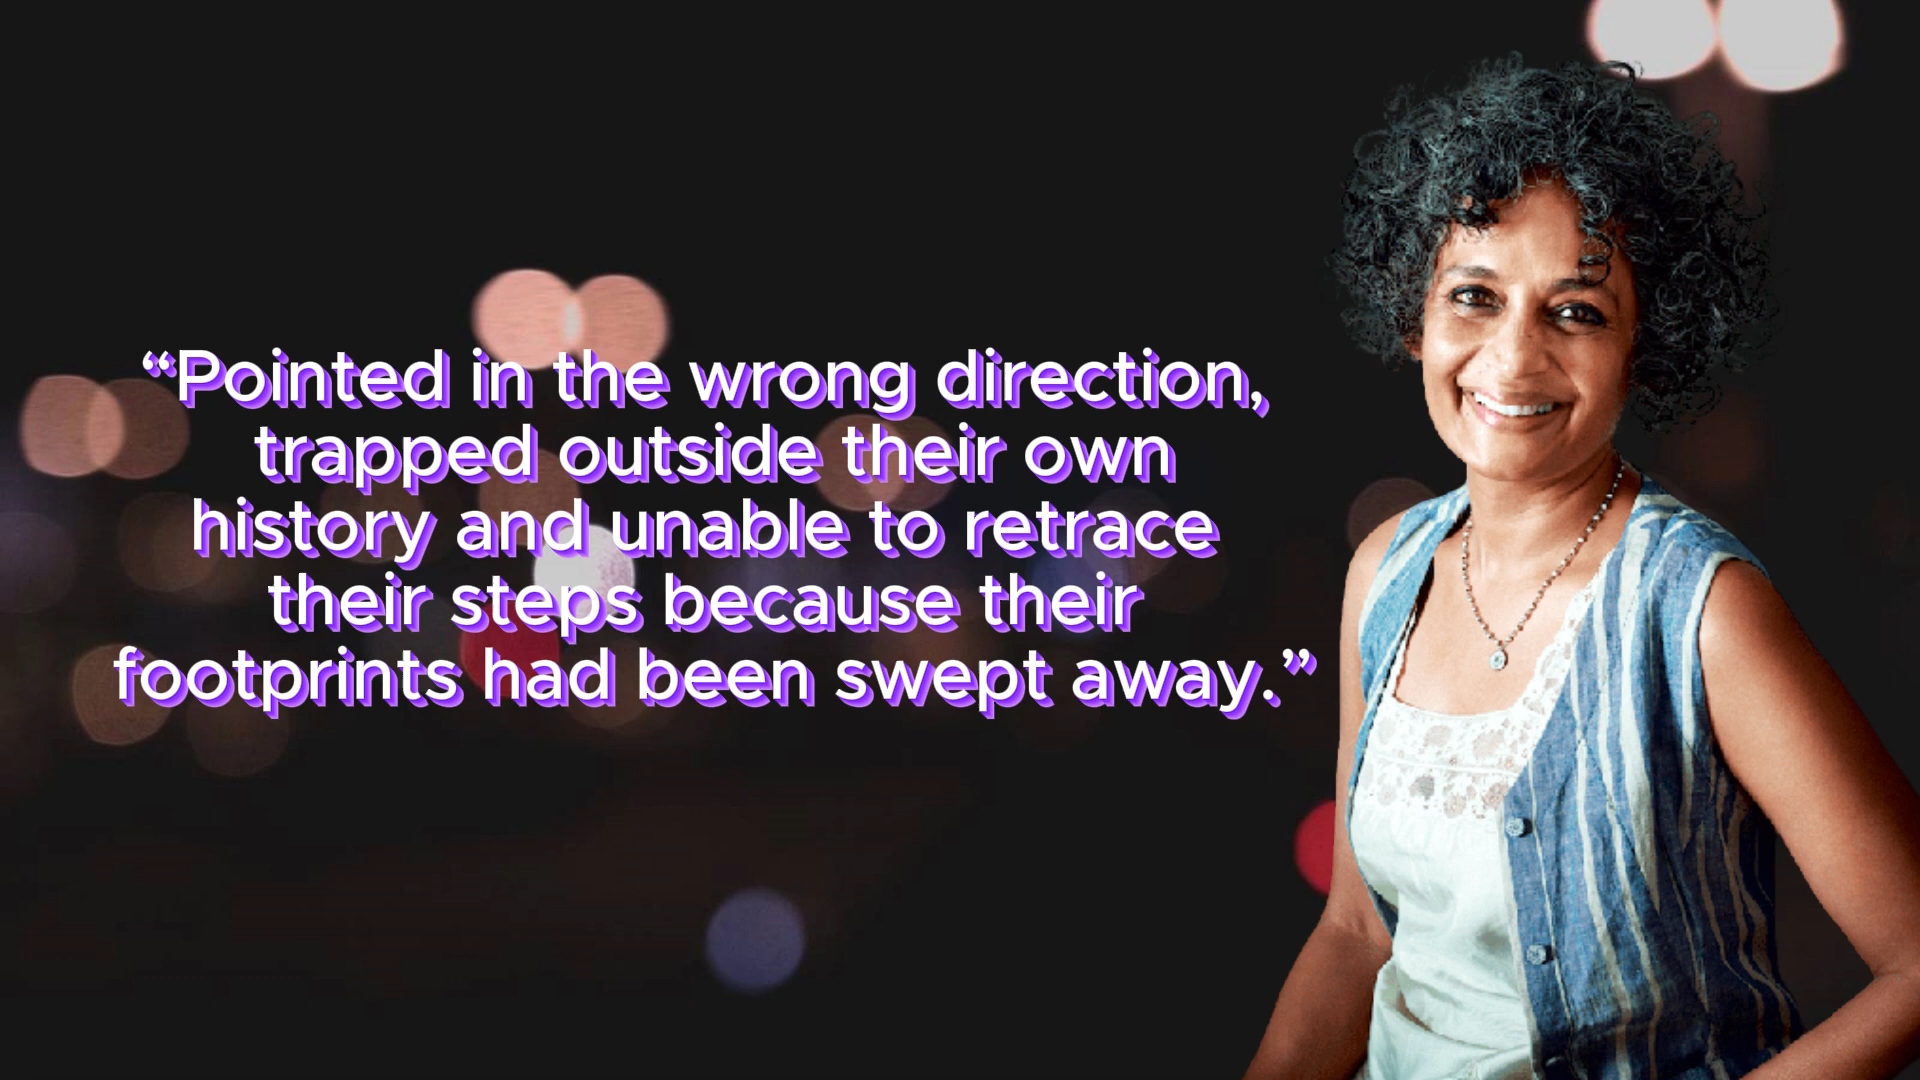 “Pointed in the wrong direction,
trapped outside their own
history and unable to retrace
their steps because their
footprints had been swept away.”